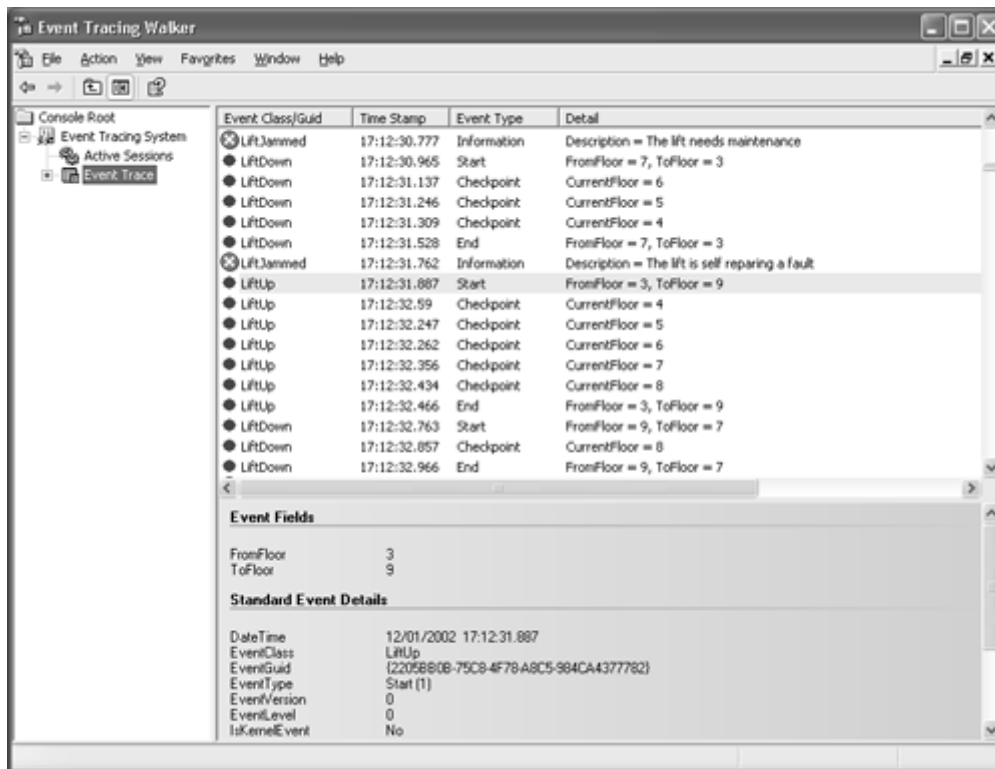 Event Tracing Walker
File Action View Favorites Window Help
Console Root
Event Tracing System
Active Sessions
Event Trace
Event Class/Guid Time Stamp Event Type Detail
LiftJammed 17:12:30.777 Information Description = The lift needs maintenance
LiftDown 17:12:30.965 Start FromFloor = 7, ToFloor = 3
LiftDown 17:12:31.137 Checkpoint CurrentFloor = 6
LiftDown 17:12:31.246 Checkpoint CurrentFloor = 5
LiftDown 17:12:31.309 Checkpoint CurrentFloor = 4
LiftDown 17:12:31.528 End FromFloor = 7, ToFloor = 3
LiftJammed 17:12:31.762 Information Description = The lift is self reparing a fault
LiftUp 17:12:31.887 Start FromFloor = 3, ToFloor = 9
LiftUp 17:12:32.59 Checkpoint CurrentFloor = 4
LiftUp 17:12:32.247 Checkpoint CurrentFloor = 5
LiftUp 17:12:32.262 Checkpoint CurrentFloor = 6
LiftUp 17:12:32.356 Checkpoint CurrentFloor = 7
LiftUp 17:12:32.434 Checkpoint CurrentFloor = 8
LiftUp 17:12:32.466 End FromFloor = 3, ToFloor = 9
LiftDown 17:12:32.763 Start FromFloor = 9, ToFloor = 7
LiftDown 17:12:32.857 Checkpoint CurrentFloor = 8
LiftDown 17:12:32.966 End FromFloor = 9, ToFloor = 7
Event Fields
FromFloor 3
ToFloor 9
Standard Event Details
DateTime 12/01/2002 17:12:31.887
EventClass LiftUp
EventGuid {2205BB0B-75C8-4F78-A8C5-984CA4377782}
EventType Start (1)
EventVersion 0
EventLevel 0
IsKernelEvent No